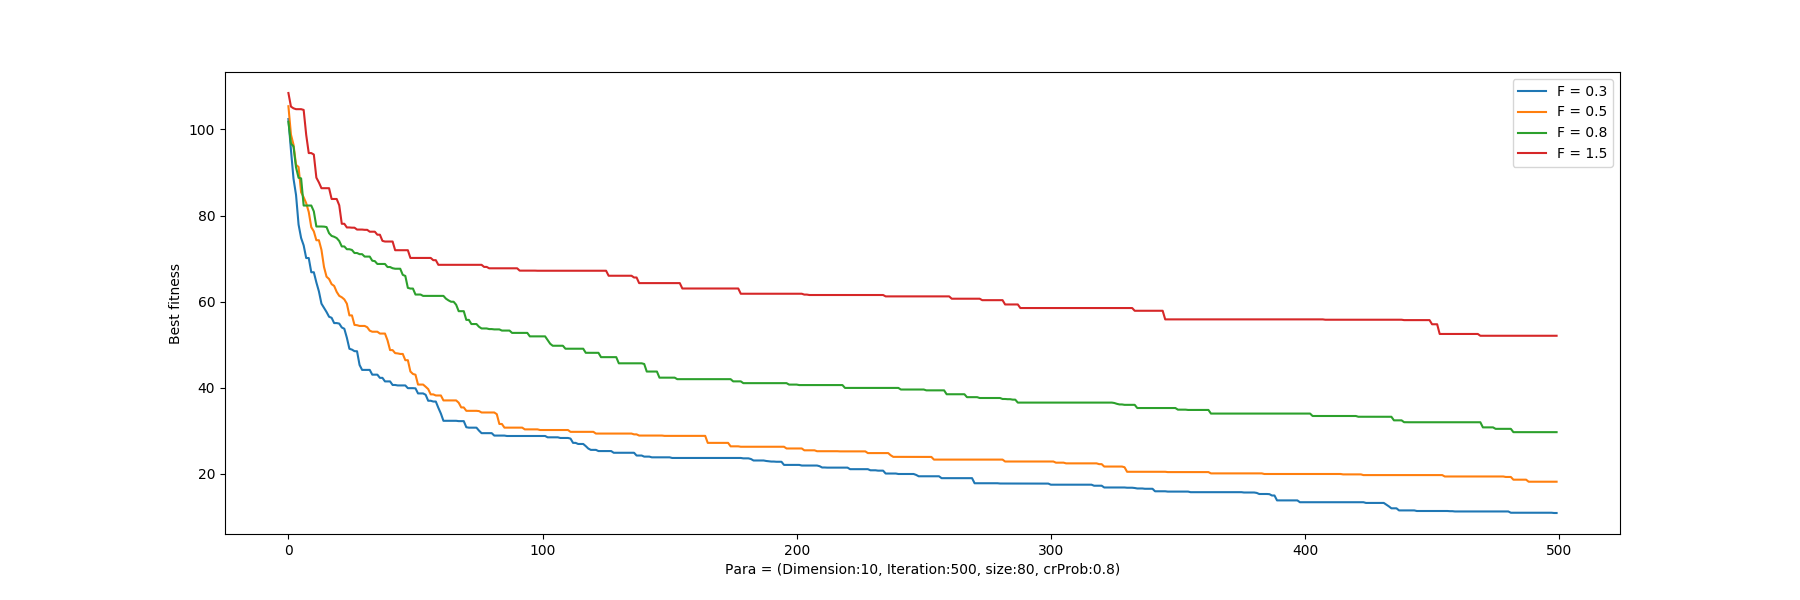 F = 0.3
F = 0.5
F = 0.8
F = 1.5
100
80
60
40
20
Best fitness
0 100 200 300 400 500
Para = (Dimension:10, Iteration:500, size:80, crProb:0.8)